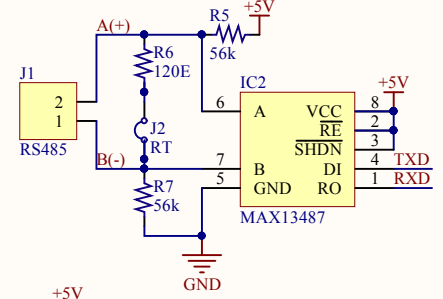 +5V
A(+)
R5
56k
R6
120E
J1
2
1
RS485
IC2
+5V
6
A
VCC
8
RE
2
J2
RT
SHDN
3
B(-)
7
B
DI
4
TXD
5
GND
RO
1
RXD
R7
56k
MAX13487
GND
+5V